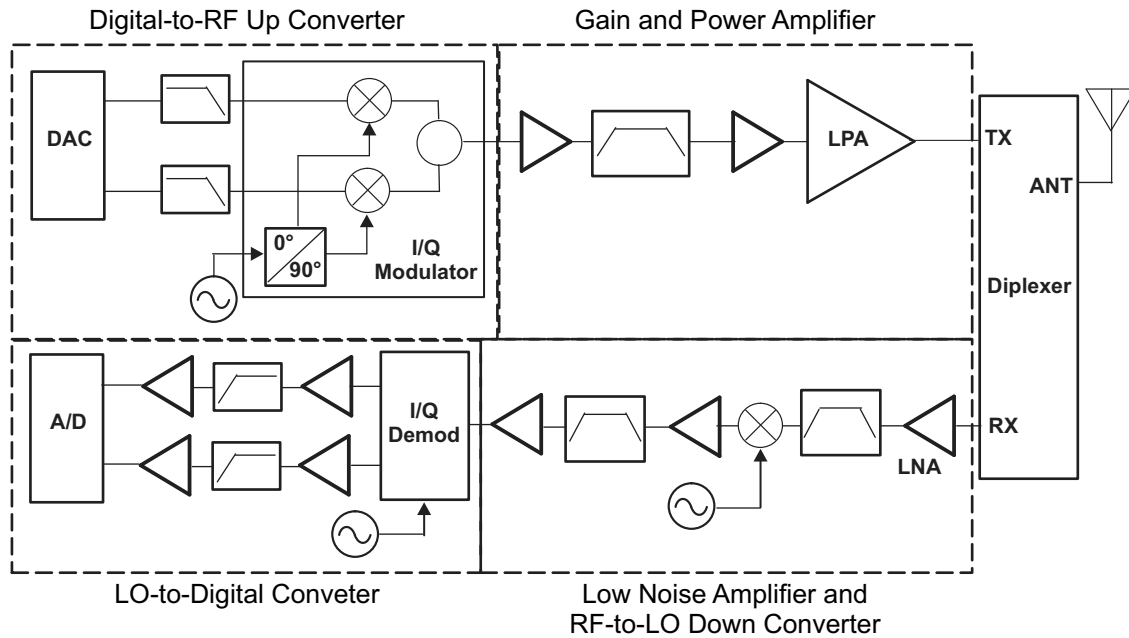 Digital-to-RF Up Converter
Gain and Power Amplifier
DAC
0°
90°
I/Q
Modulator
LPA
TX
ANT
Diplexer
RX
A/D
I/Q
Demod
LNA
LO-to-Digital Conveter
Low Noise Amplifier and
RF-to-LO Down Converter